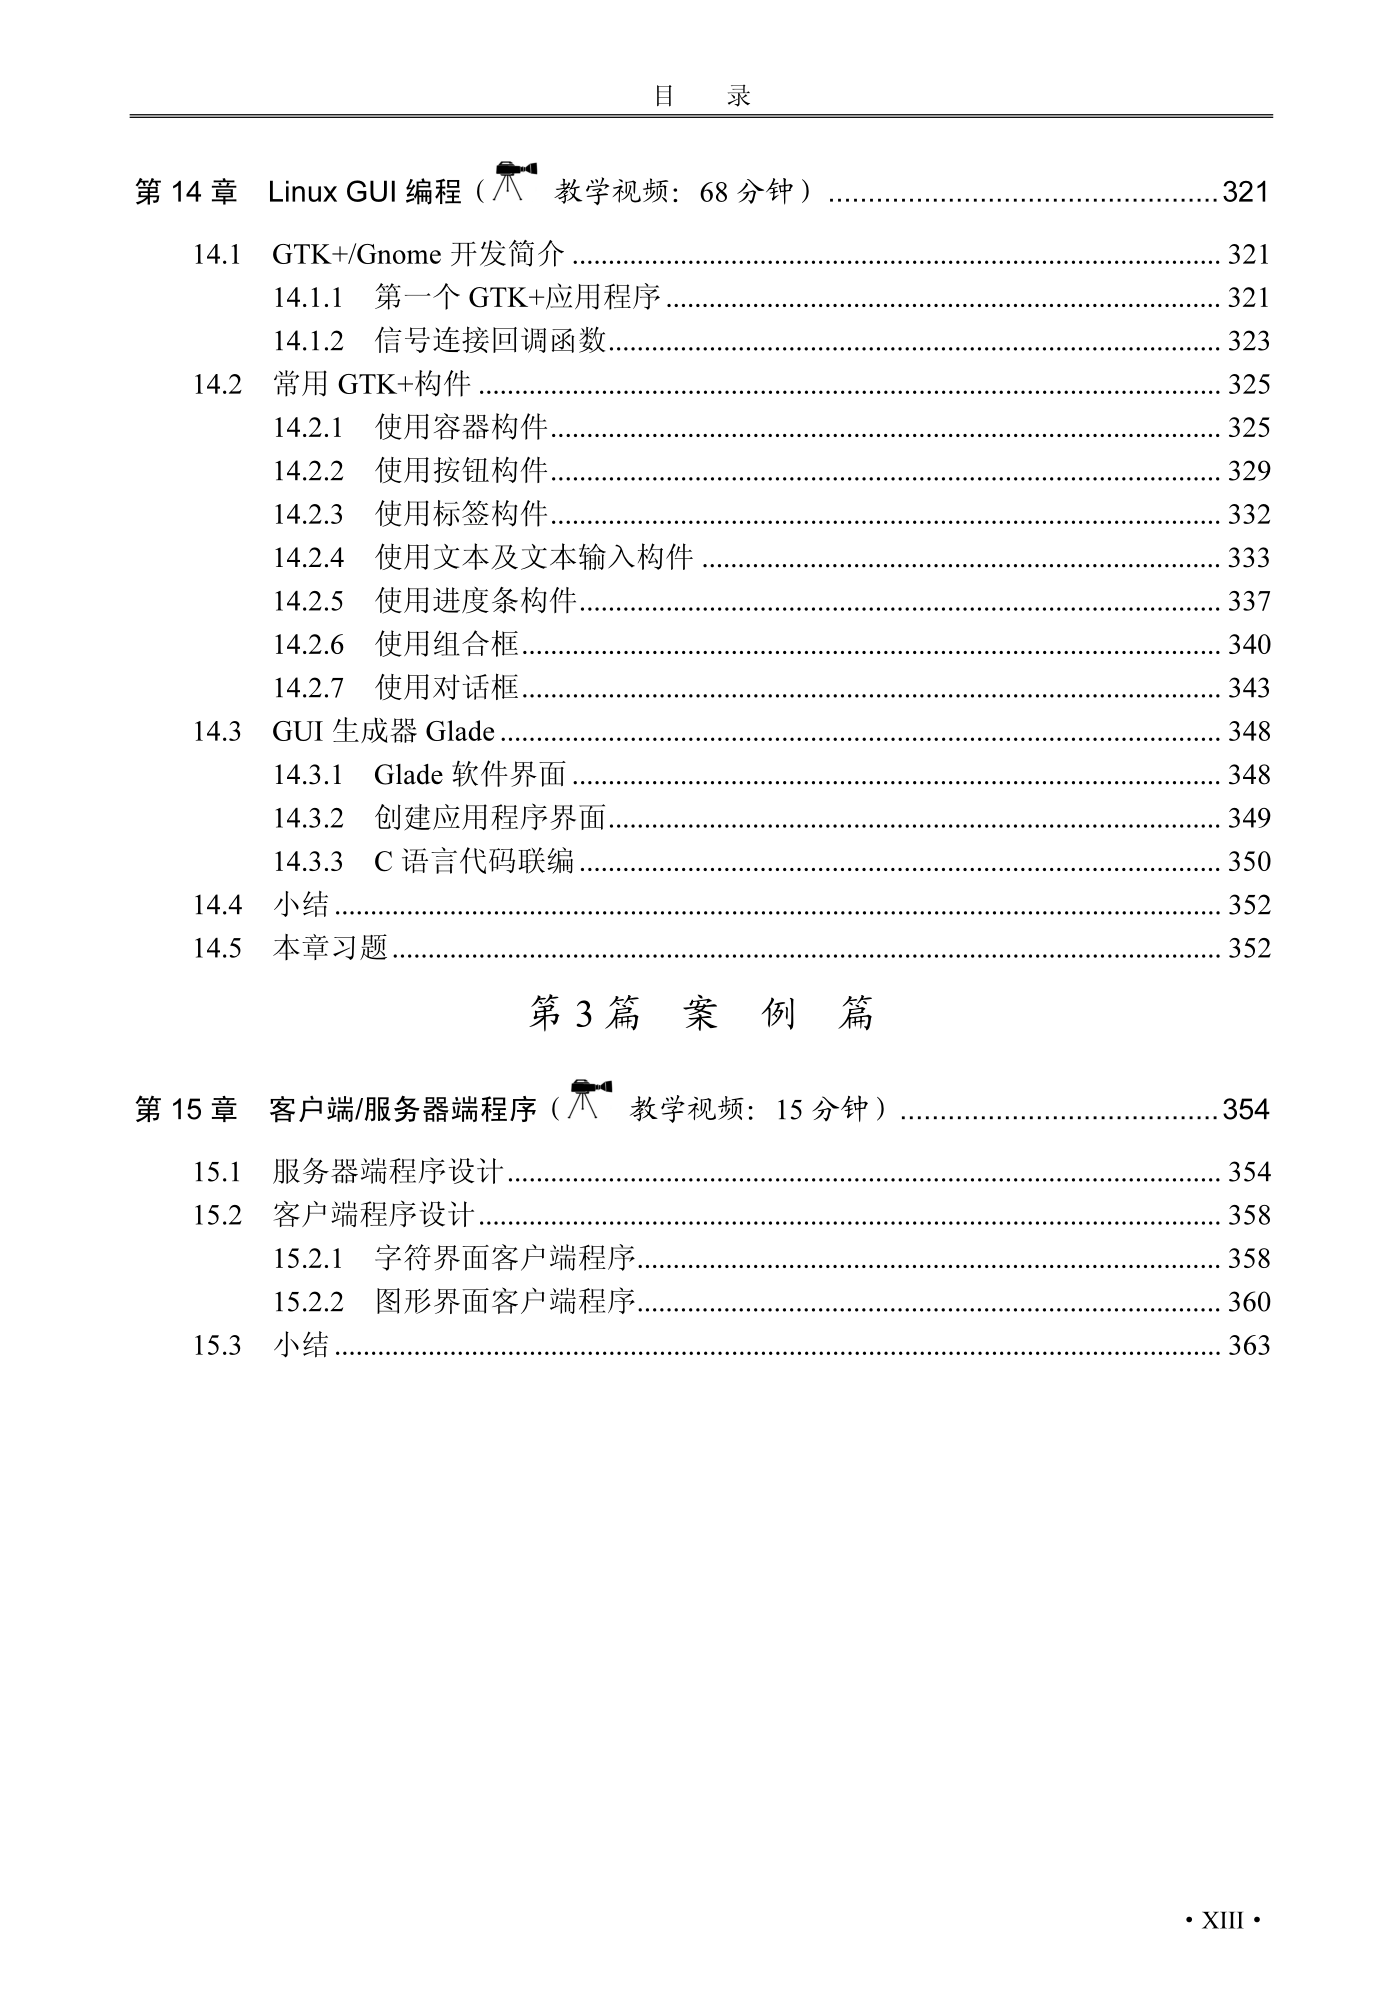 目 录
第 14 章 Linux GUI 编程（ 教学视频：68 分钟）.................................................321
14.1 GTK+/Gnome 开发简介.......................................................................................... 321
14.1.1 第一个 GTK+应用程序............................................................................. 321
14.1.2 信号连接回调函数..................................................................................... 323
14.2 常用 GTK+构件....................................................................................................... 325
14.2.1 使用容器构件............................................................................................. 325
14.2.2 使用按钮构件............................................................................................. 329
14.2.3 使用标签构件............................................................................................. 332
14.2.4 使用文本及文本输入构件........................................................................ 333
14.2.5 使用进度条构件......................................................................................... 337
14.2.6 使用组合框................................................................................................. 340
14.2.7 使用对话框................................................................................................. 343
14.3 GUI 生成器 Glade.................................................................................................... 348
14.3.1 Glade 软件界面.......................................................................................... 348
14.3.2 创建应用程序界面..................................................................................... 349
14.3.3 C 语言代码联编......................................................................................... 350
14.4 小结........................................................................................................................... 352
14.5 本章习题................................................................................................................... 352
第 3 篇 案 例 篇
第 15 章 客户端/服务器端程序（ 教学视频：15 分钟）........................................354
15.1 服务器端程序设计................................................................................................... 354
15.2 客户端程序设计....................................................................................................... 358
15.2.1 字符界面客户端程序................................................................................. 358
15.2.2 图形界面客户端程序................................................................................. 360
15.3 小结........................................................................................................................... 363
· XIII ·